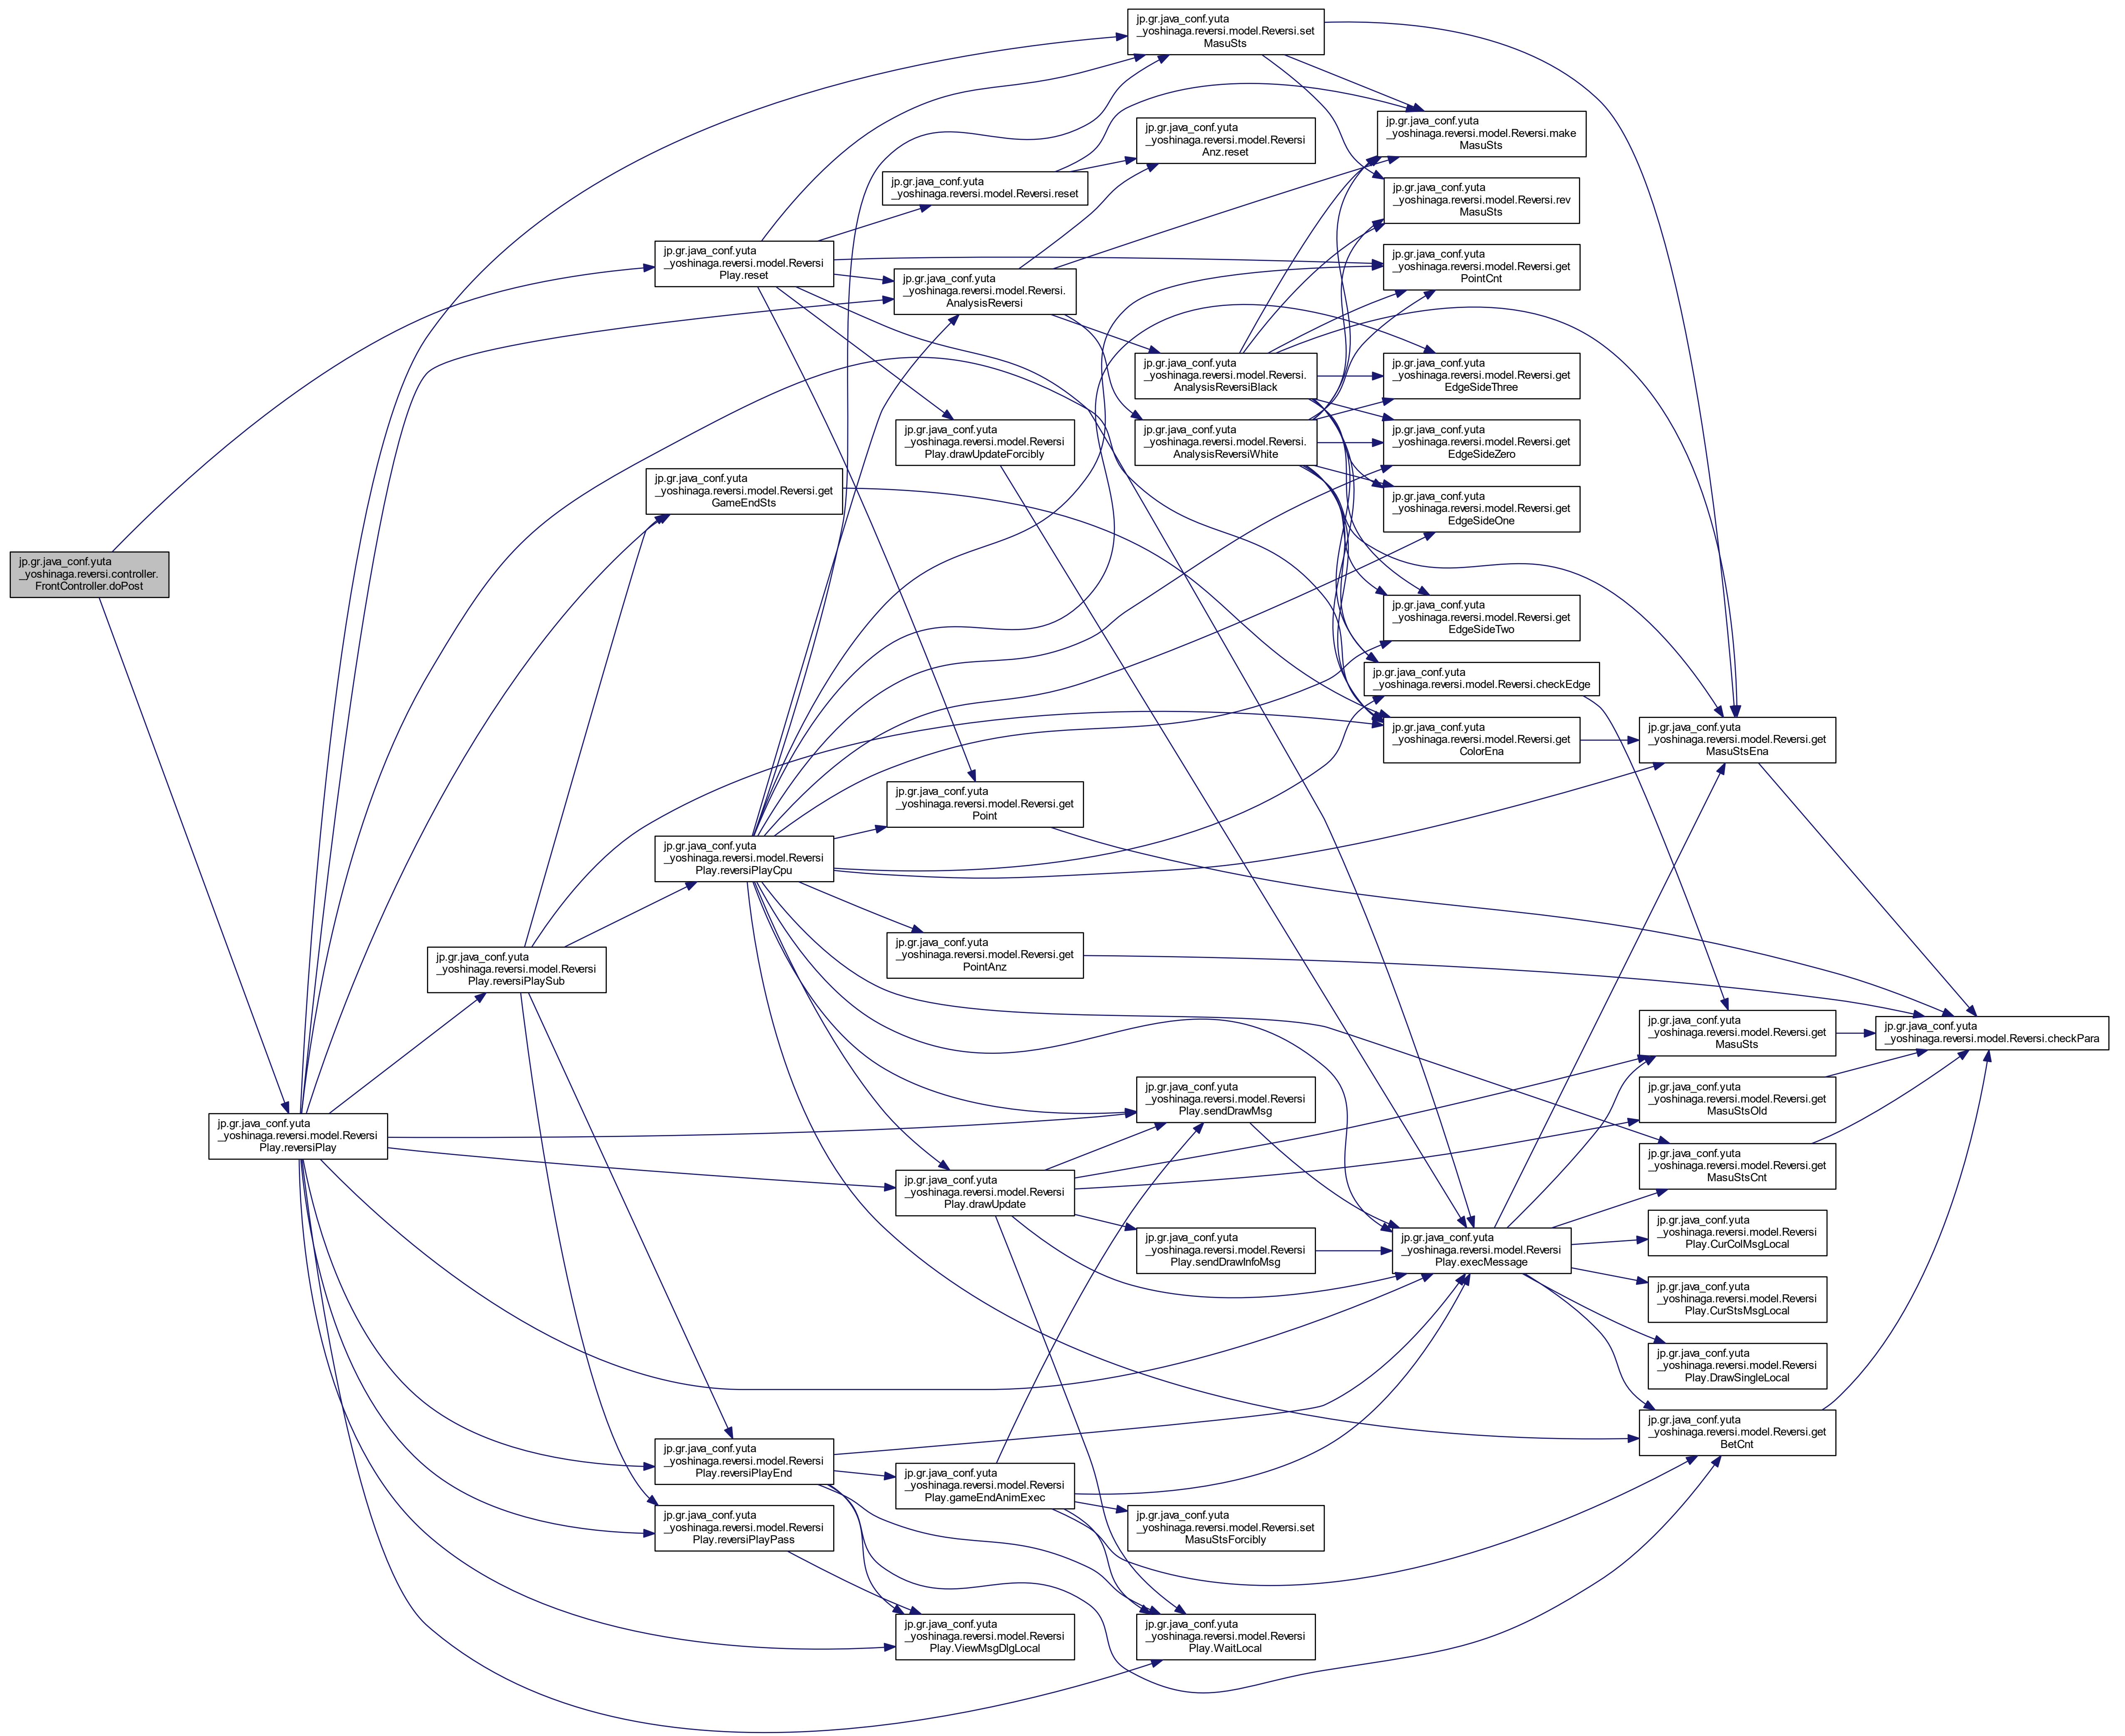 jp.gr.java_conf.yuta
_yoshinaga.reversi.controller.
FrontController.doPost
jp.gr.java_conf.yuta
_yoshinaga.reversi.model.Reversi
Play.reversiPlay
jp.gr.java_conf.yuta
_yoshinaga.reversi.model.Reversi
Play.reversiPlaySub
jp.gr.java_conf.yuta
_yoshinaga.reversi.model.Reversi
Play.reset
jp.gr.java_conf.yuta
_yoshinaga.reversi.model.Reversi.get
GameEndSts
jp.gr.java_conf.yuta
_yoshinaga.reversi.model.Reversi
Play.reversiPlayCpu
jp.gr.java_conf.yuta
_yoshinaga.reversi.model.Reversi
Play.reversiPlayEnd
jp.gr.java_conf.yuta
_yoshinaga.reversi.model.Reversi
Play.reversiPlayPass
jp.gr.java_conf.yuta
_yoshinaga.reversi.model.Reversi.reset
jp.gr.java_conf.yuta
_yoshinaga.reversi.model.Reversi.
AnalysisReversi
jp.gr.java_conf.yuta
_yoshinaga.reversi.model.Reversi
Play.drawUpdateForcibly
jp.gr.java_conf.yuta
_yoshinaga.reversi.model.Reversi.get
Point
jp.gr.java_conf.yuta
_yoshinaga.reversi.model.Reversi.get
PointAnz
jp.gr.java_conf.yuta
_yoshinaga.reversi.model.Reversi
Play.drawUpdate
jp.gr.java_conf.yuta
_yoshinaga.reversi.model.Reversi
Play.gameEndAnimExec
jp.gr.java_conf.yuta
_yoshinaga.reversi.model.Reversi
Play.ViewMsgDlgLocal
jp.gr.java_conf.yuta
_yoshinaga.reversi.model.Reversi.set
MasuSts
jp.gr.java_conf.yuta
_yoshinaga.reversi.model.Reversi
Anz.reset
jp.gr.java_conf.yuta
_yoshinaga.reversi.model.Reversi.
AnalysisReversiBlack
jp.gr.java_conf.yuta
_yoshinaga.reversi.model.Reversi.
AnalysisReversiWhite
jp.gr.java_conf.yuta
_yoshinaga.reversi.model.Reversi
Play.sendDrawMsg
jp.gr.java_conf.yuta
_yoshinaga.reversi.model.Reversi
Play.sendDrawInfoMsg
jp.gr.java_conf.yuta
_yoshinaga.reversi.model.Reversi.set
MasuStsForcibly
jp.gr.java_conf.yuta
_yoshinaga.reversi.model.Reversi
Play.WaitLocal
jp.gr.java_conf.yuta
_yoshinaga.reversi.model.Reversi.make
MasuSts
jp.gr.java_conf.yuta
_yoshinaga.reversi.model.Reversi.rev
MasuSts
jp.gr.java_conf.yuta
_yoshinaga.reversi.model.Reversi.get
PointCnt
jp.gr.java_conf.yuta
_yoshinaga.reversi.model.Reversi.get
EdgeSideThree
jp.gr.java_conf.yuta
_yoshinaga.reversi.model.Reversi.get
EdgeSideZero
jp.gr.java_conf.yuta
_yoshinaga.reversi.model.Reversi.get
EdgeSideOne
jp.gr.java_conf.yuta
_yoshinaga.reversi.model.Reversi.get
EdgeSideTwo
jp.gr.java_conf.yuta
_yoshinaga.reversi.model.Reversi.checkEdge
jp.gr.java_conf.yuta
_yoshinaga.reversi.model.Reversi.get
ColorEna
jp.gr.java_conf.yuta
_yoshinaga.reversi.model.Reversi
Play.execMessage
jp.gr.java_conf.yuta
_yoshinaga.reversi.model.Reversi.get
MasuStsEna
jp.gr.java_conf.yuta
_yoshinaga.reversi.model.Reversi.get
MasuSts
jp.gr.java_conf.yuta
_yoshinaga.reversi.model.Reversi.get
MasuStsOld
jp.gr.java_conf.yuta
_yoshinaga.reversi.model.Reversi.get
MasuStsCnt
jp.gr.java_conf.yuta
_yoshinaga.reversi.model.Reversi
Play.CurColMsgLocal
jp.gr.java_conf.yuta
_yoshinaga.reversi.model.Reversi
Play.CurStsMsgLocal
jp.gr.java_conf.yuta
_yoshinaga.reversi.model.Reversi
Play.DrawSingleLocal
jp.gr.java_conf.yuta
_yoshinaga.reversi.model.Reversi.get
BetCnt
jp.gr.java_conf.yuta
_yoshinaga.reversi.model.Reversi.checkPara